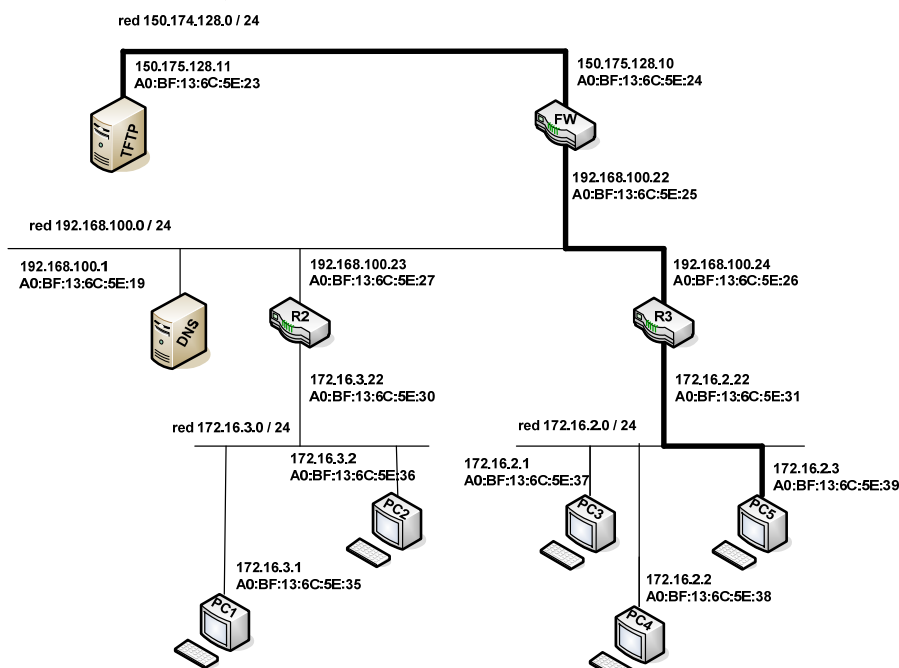 red 150.174.128.0 / 24
150.175.128.11
A0:BF:13:6C:5E:23
150.175.128.10
A0:BF:13:6C:5E:24
TFTP
FW
192.168.100.22
A0:BF:13:6C:5E:25
red 192.168.100.0 / 24
192.168.100.1
A0:BF:13:6C:5E:19
192.168.100.23
A0:BF:13:6C:5E:27
192.168.100.24
A0:BF:13:6C:5E:26
DNS
R2
R3
172.16.3.22
A0:BF:13:6C:5E:30
172.16.2.22
A0:BF:13:6C:5E:31
red 172.16.3.0 / 24
red 172.16.2.0 / 24
172.16.3.2
A0:BF:13:6C:5E:36
172.16.2.1
A0:BF:13:6C:5E:37
172.16.2.3
A0:BF:13:6C:5E:39
PC2
PC3
PC5
172.16.3.1
A0:BF:13:6C:5E:35
172.16.2.2
A0:BF:13:6C:5E:38
PC1
PC4